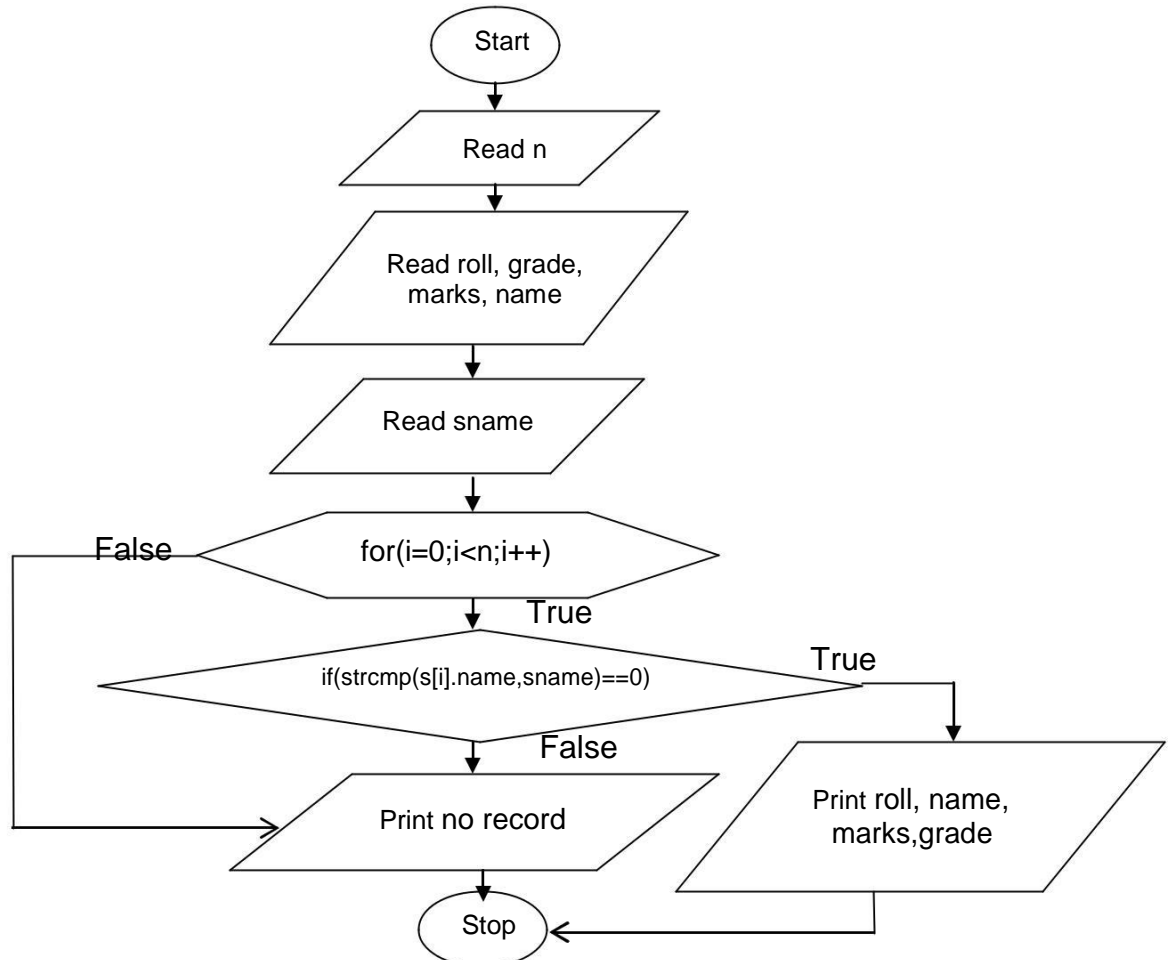 Start
Read n
Read roll, grade,
marks, name
Read sname
False
for(i=0;i<n;i++)
True
if(strcmp(s[i].name,sname)==0)
True
False
Print no record
Print roll, name,
marks,grade
Stop